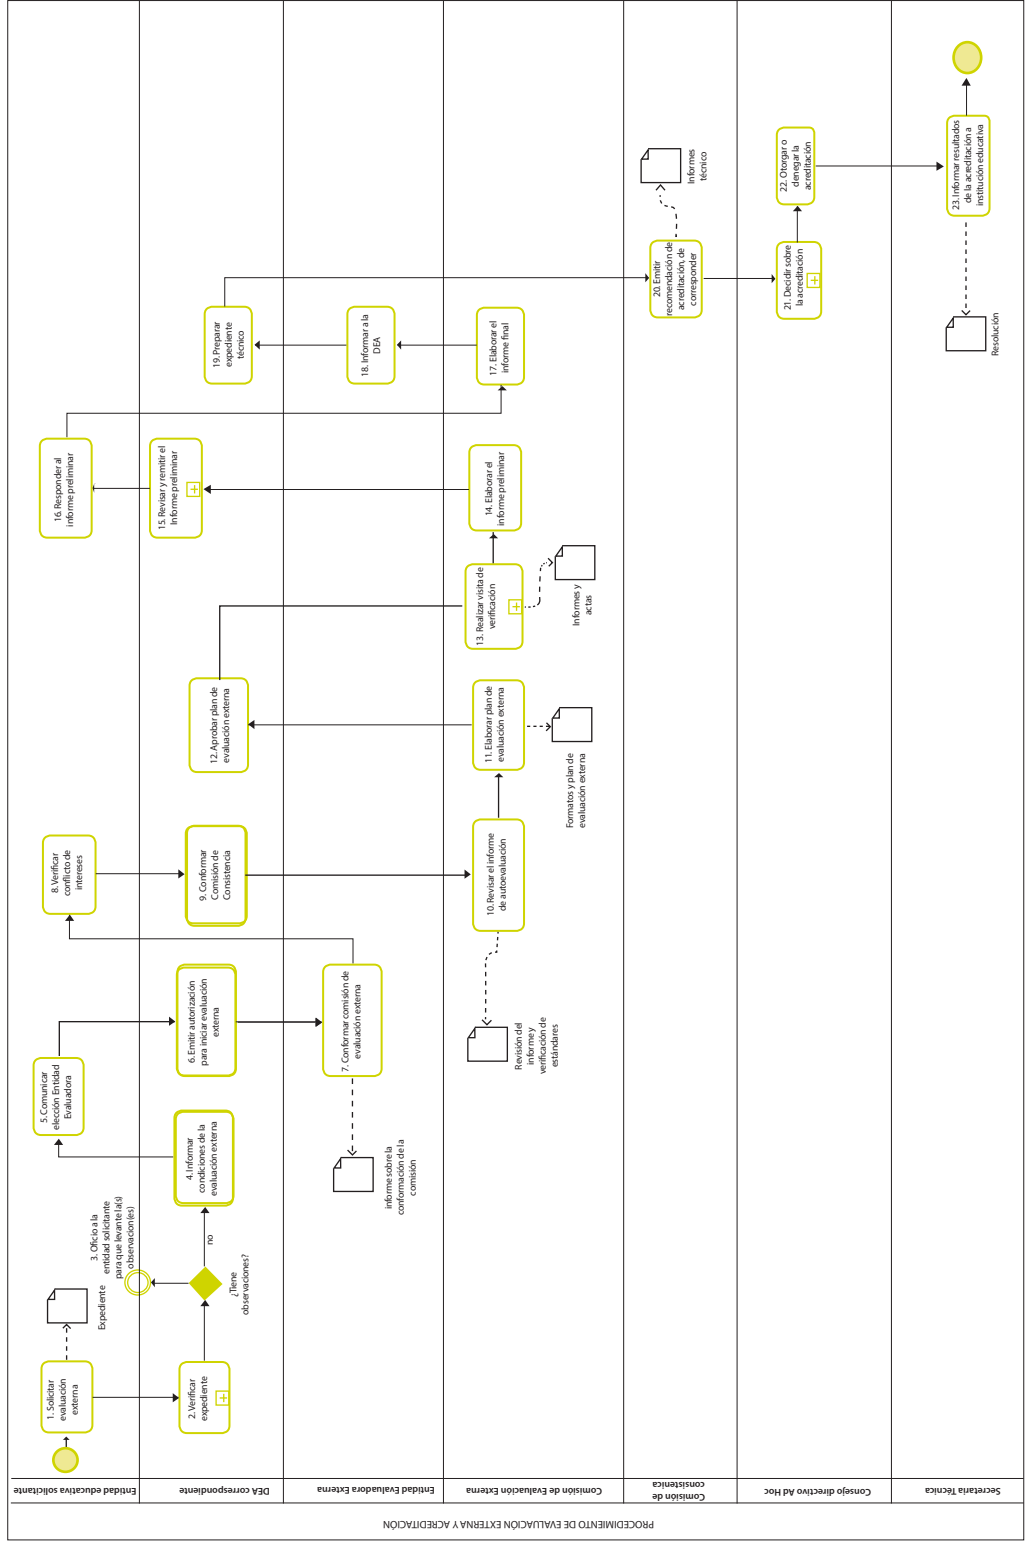 PROCEDIMIENTO DE EVALUACIÓN EXTERNA Y ACREDITACIÓN
Entidad educativa solicitante
DEA correspondiente
Entidad Evaluadora Externa
Comisión de Evaluación Externa
Comisión de
consistenica
Consejo directivo Ad Hoc
Secretaria Técnica
1. Solicitar
evaluación
externa
Expediente
2. Verificar
expediente
¿Tiene
observaciones?
no
3. Oficio a la
entidad solicitante
para que levante la(s)
observacion(es)
4. Informar
condiciones de la
evaluación externa
5. Comunicar
elección Entidad
Evaluadora
6. Emitir autorización
para iniciar evaluación
externa
7. Conformar comisión de
evaluación externa
informe sobre la
conformación de la
comisión
8. Verificar
conflicto de
intereses
9. Conformar
Comisión de
Consistencia
10. Revisar el informe
de autoevaluación
Revisión del
informe y
verificación de
estándares
11. Elaborar plan de
evaluación externa
Formatos y plan de
evaluación externa
12. Aprobar plan de
evaluación externa
13. Realizar visita de
verificación
Informes y
actas
14. Elaborar el
informe preliminar
15. Revisar y remitir el
Informe preliminar
16. Responder al
informe preliminar
17. Elaborar el
informe final
18. Informar a la
DEA
19. Preparar
expediente
técnico
20. Emitir
recomendación de
acreditación, de
corresponder
Informes
técnico
21. Decidir sobre
la acreditación
22. Otorgar o
denegar la
acreditación
23. Informar resultados
de la acreditación a
institución educativa
Resolución